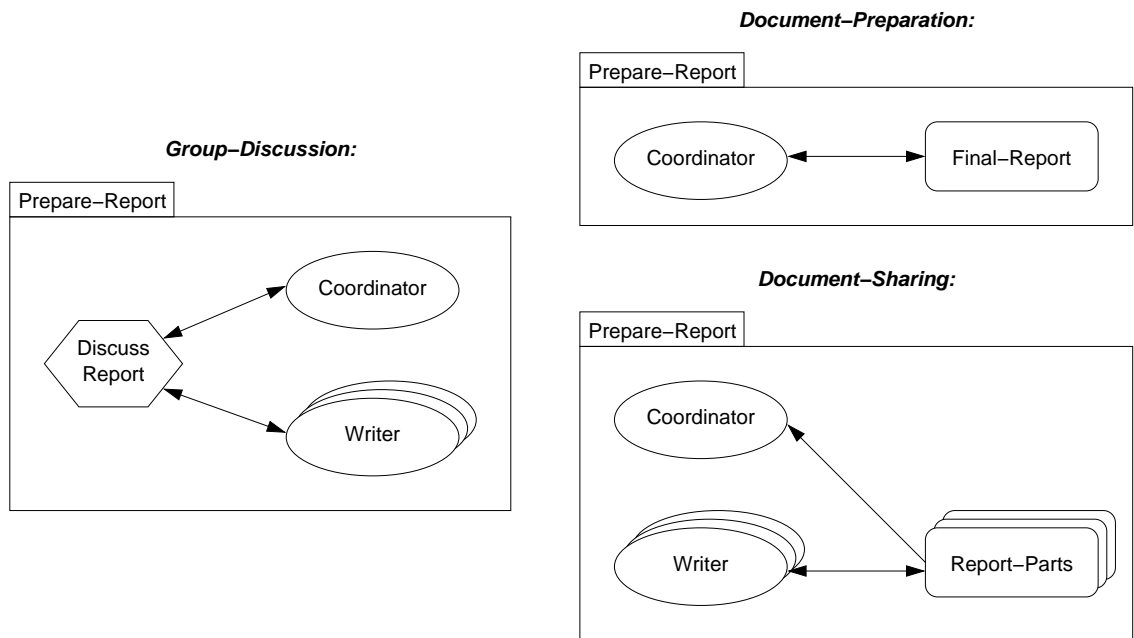 Group–Discussion:
Prepare–Report
Coordinator
Discuss
Report
Writer
Document–Preparation:
Prepare–Report
Coordinator
Final–Report
Document–Sharing:
Prepare–Report
Coordinator
Writer
Report–Parts